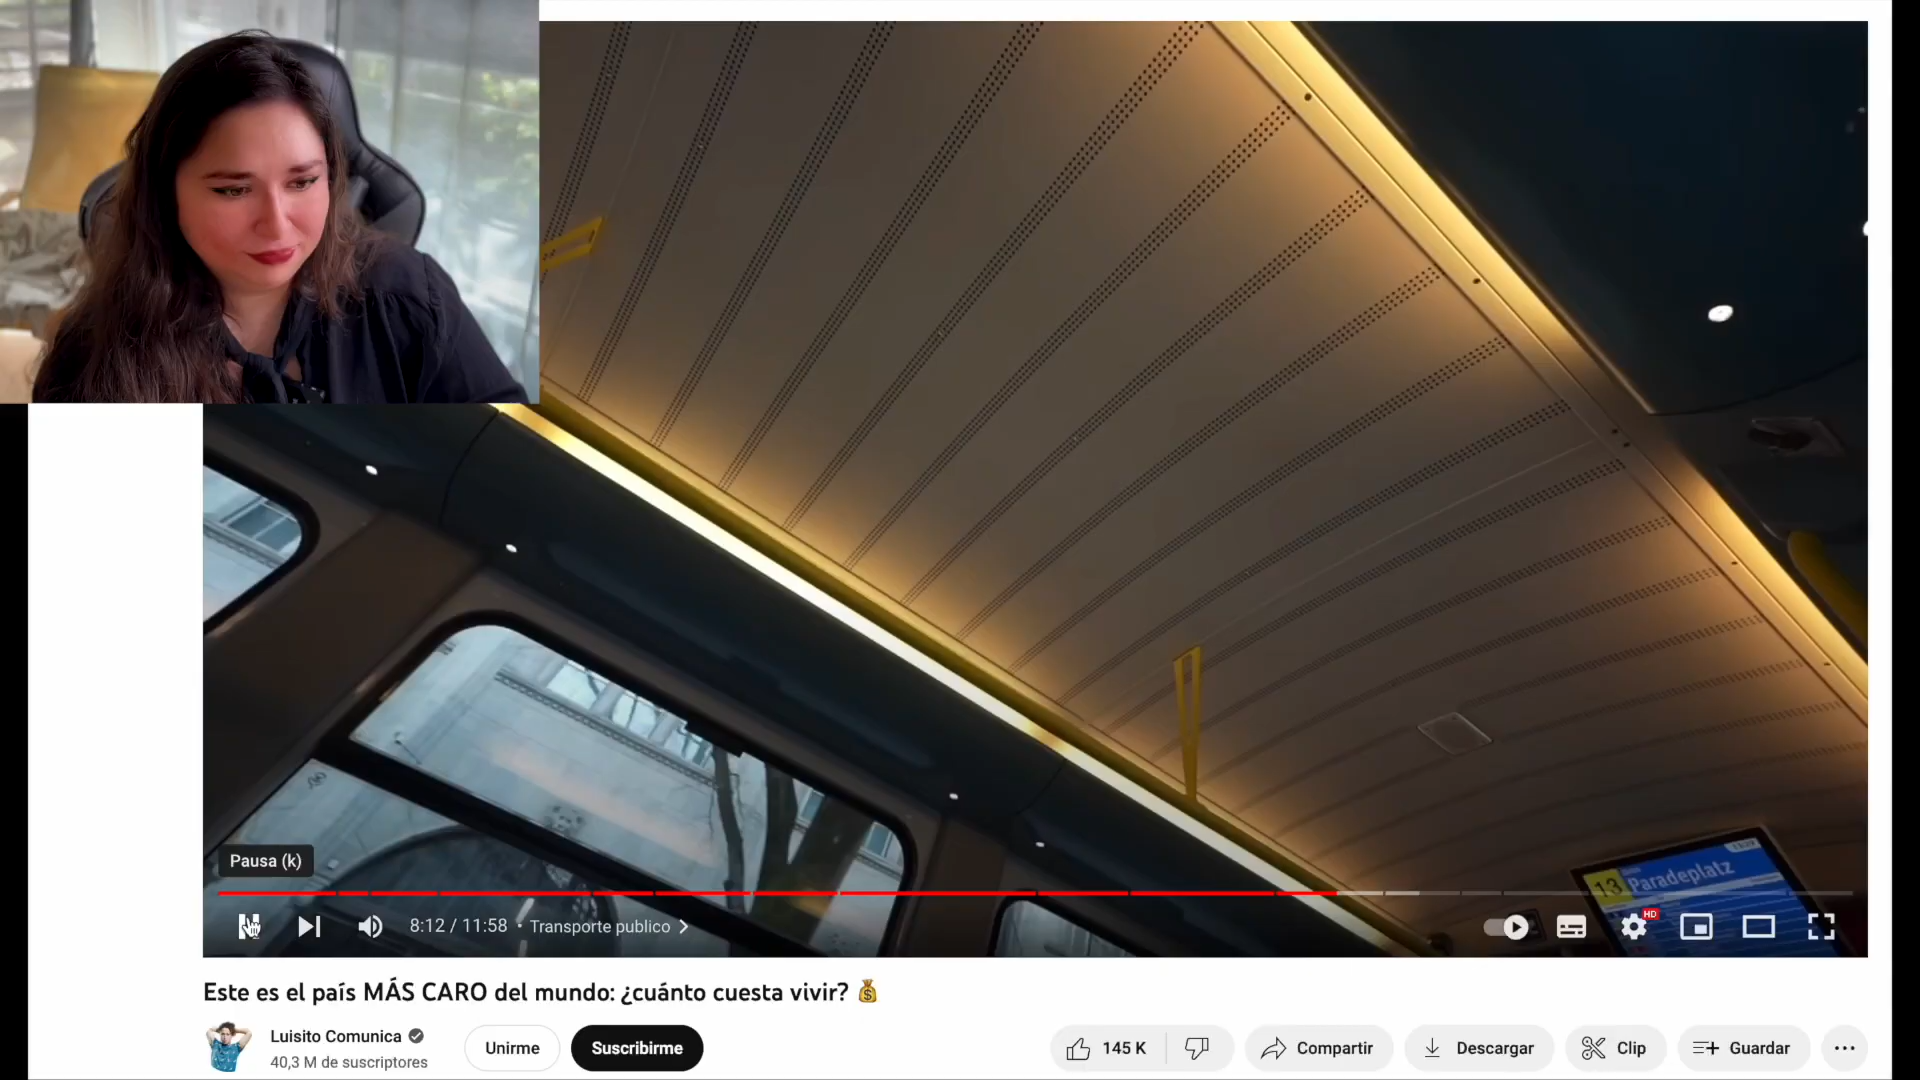 13 Paradeplatz
Pausa (k)
8:12 / 11:58 • Transporte publico
HD
Este es el país MÁS CARO del mundo: ¿cuánto cuesta vivir? 💰
Luisito Comunica
40,3 M de suscriptores
Unirme
Suscribirme
145 K
Compartir
Descargar
Clip
Guardar